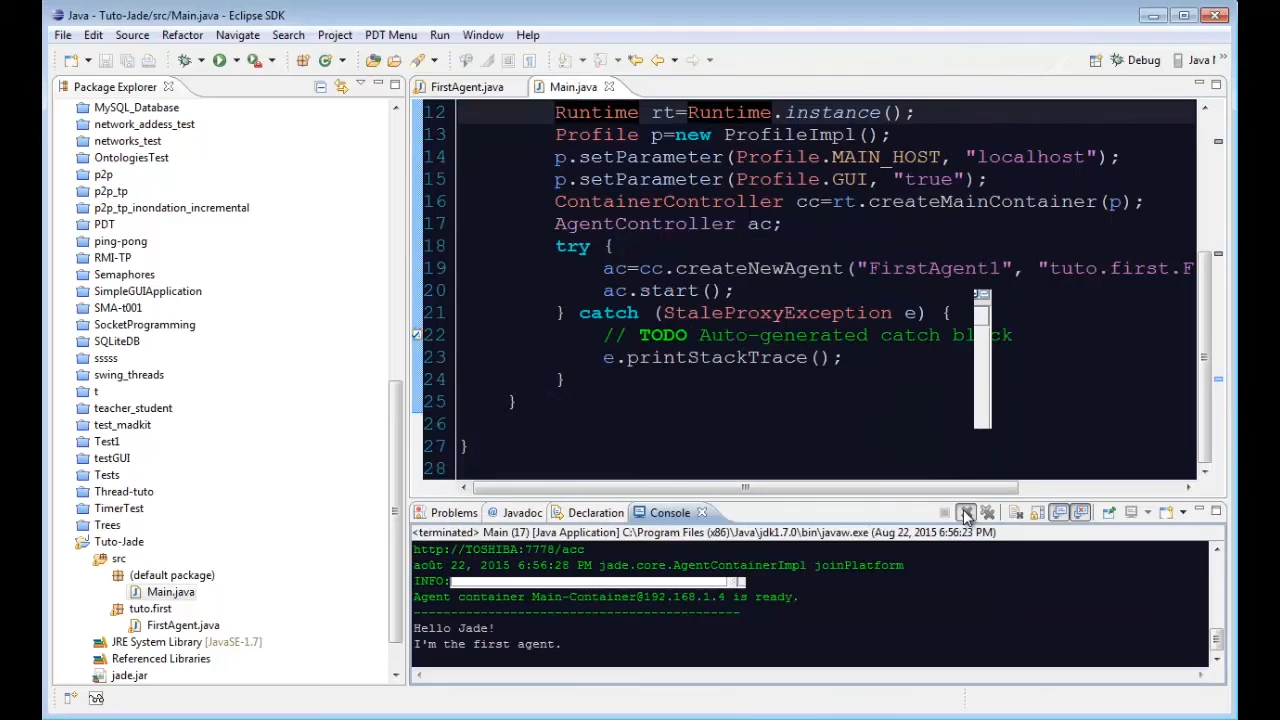 Java - Tuto-Jade/src/Main.java - Eclipse SDK
File Edit Source Refactor Navigate Search Project PDT Menu Run Window Help
Debug Java
Package Explorer
MySQL_Database
network_addess_test
networks_test
OntologiesTest
p2p
p2p_tp
p2p_tp_inondation_incremental
PDT
ping-pong
RMI-TP
Semaphores
SimpleGUIApplication
SMA-t001
SocketProgramming
SQLiteDB
sssss
swing_threads
t
teacher_student
test_madkit
Test1
testGUI
Tests
Thread-tuto
TimerTest
Trees
Tuto-Jade
src
(default package)
Main.java
tuto.first
FirstAgent.java
JRE System Library [JavaSE-1.7]
Referenced Libraries
jade.jar
FirstAgent.java Main.java
12 Runtime rt=Runtime.instance();
13 Profile p=new ProfileImpl();
14 p.setParameter(Profile.MAIN_HOST, "localhost");
15 p.setParameter(Profile.GUI, "true");
16 ContainerController cc=rt.createMainContainer(p);
17 AgentController ac;
18 try {
19 ac=cc.createNewAgent("FirstAgent1", "tuto.first.F
20 ac.start();
21 } catch (StaleProxyException e) {
22 // TODO Auto-generated catch block
23 e.printStackTrace();
24 }
25 }
26
27 }
28
Problems Javadoc Declaration Console
<terminated> Main (17) [Java Application] C:\Program Files (x86)\Java\jdk1.7.0\bin\javaw.exe (Aug 22, 2015 6:56:23 PM)
http://TOSHIBA:7778/acc
août 22, 2015 6:56:28 PM jade.core.AgentContainerImpl joinPlatform
INFO:
Agent container Main-Container@192.168.1.4 is ready.
--------------------------------------------
Hello Jade!
I'm the first agent.